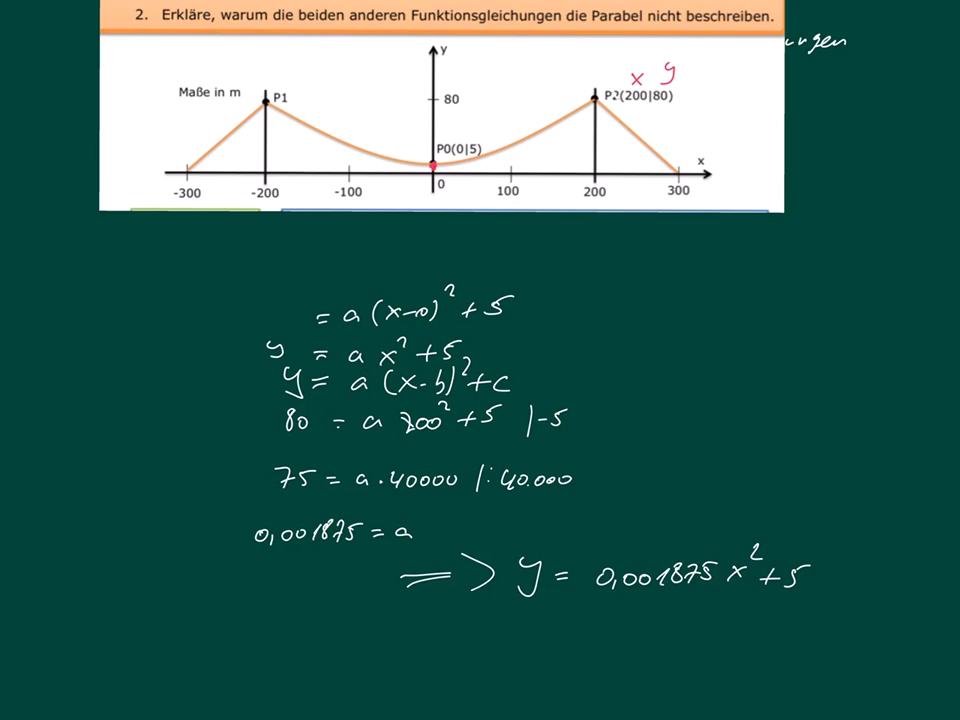 2. Erkläre, warum die beiden anderen Funktionsgleichungen die Parabel nicht beschreiben.
ungen
y
x y
Maße in m
P1
80
P2(200|80)
P0(0|5)
x
0
-300 -200 -100 100 200 300
= a (x-0)² + 5
y = a x² + 5
y = a (x-b)² + c
80 = a 200² + 5 |-5
75 = a · 40000 |: 40.000
0,001875 = a
=> y = 0,001875 x² + 5